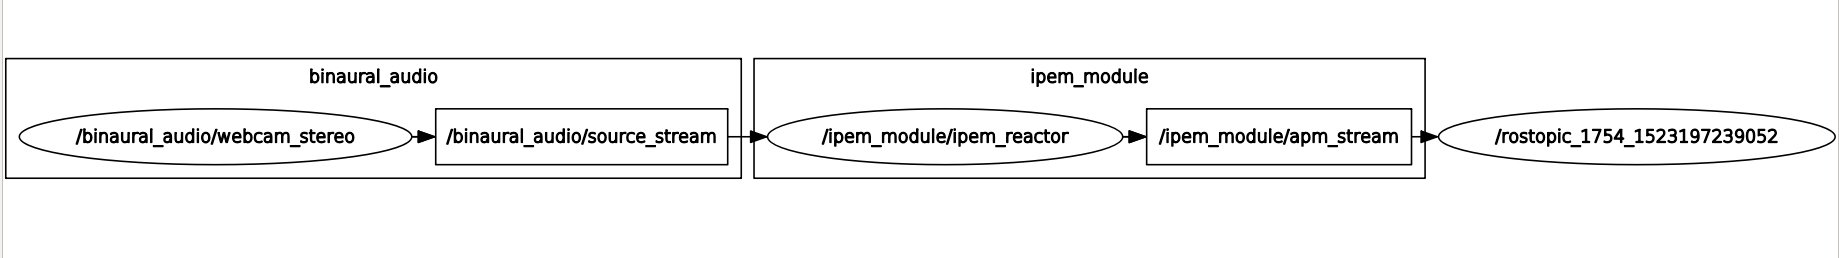 binaural_audio
ipem_module
/binaural_audio/webcam_stereo
/binaural_audio/source_stream
/ipem_module/ipem_reactor
/ipem_module/apm_stream
/rostopic_1754_1523197239052